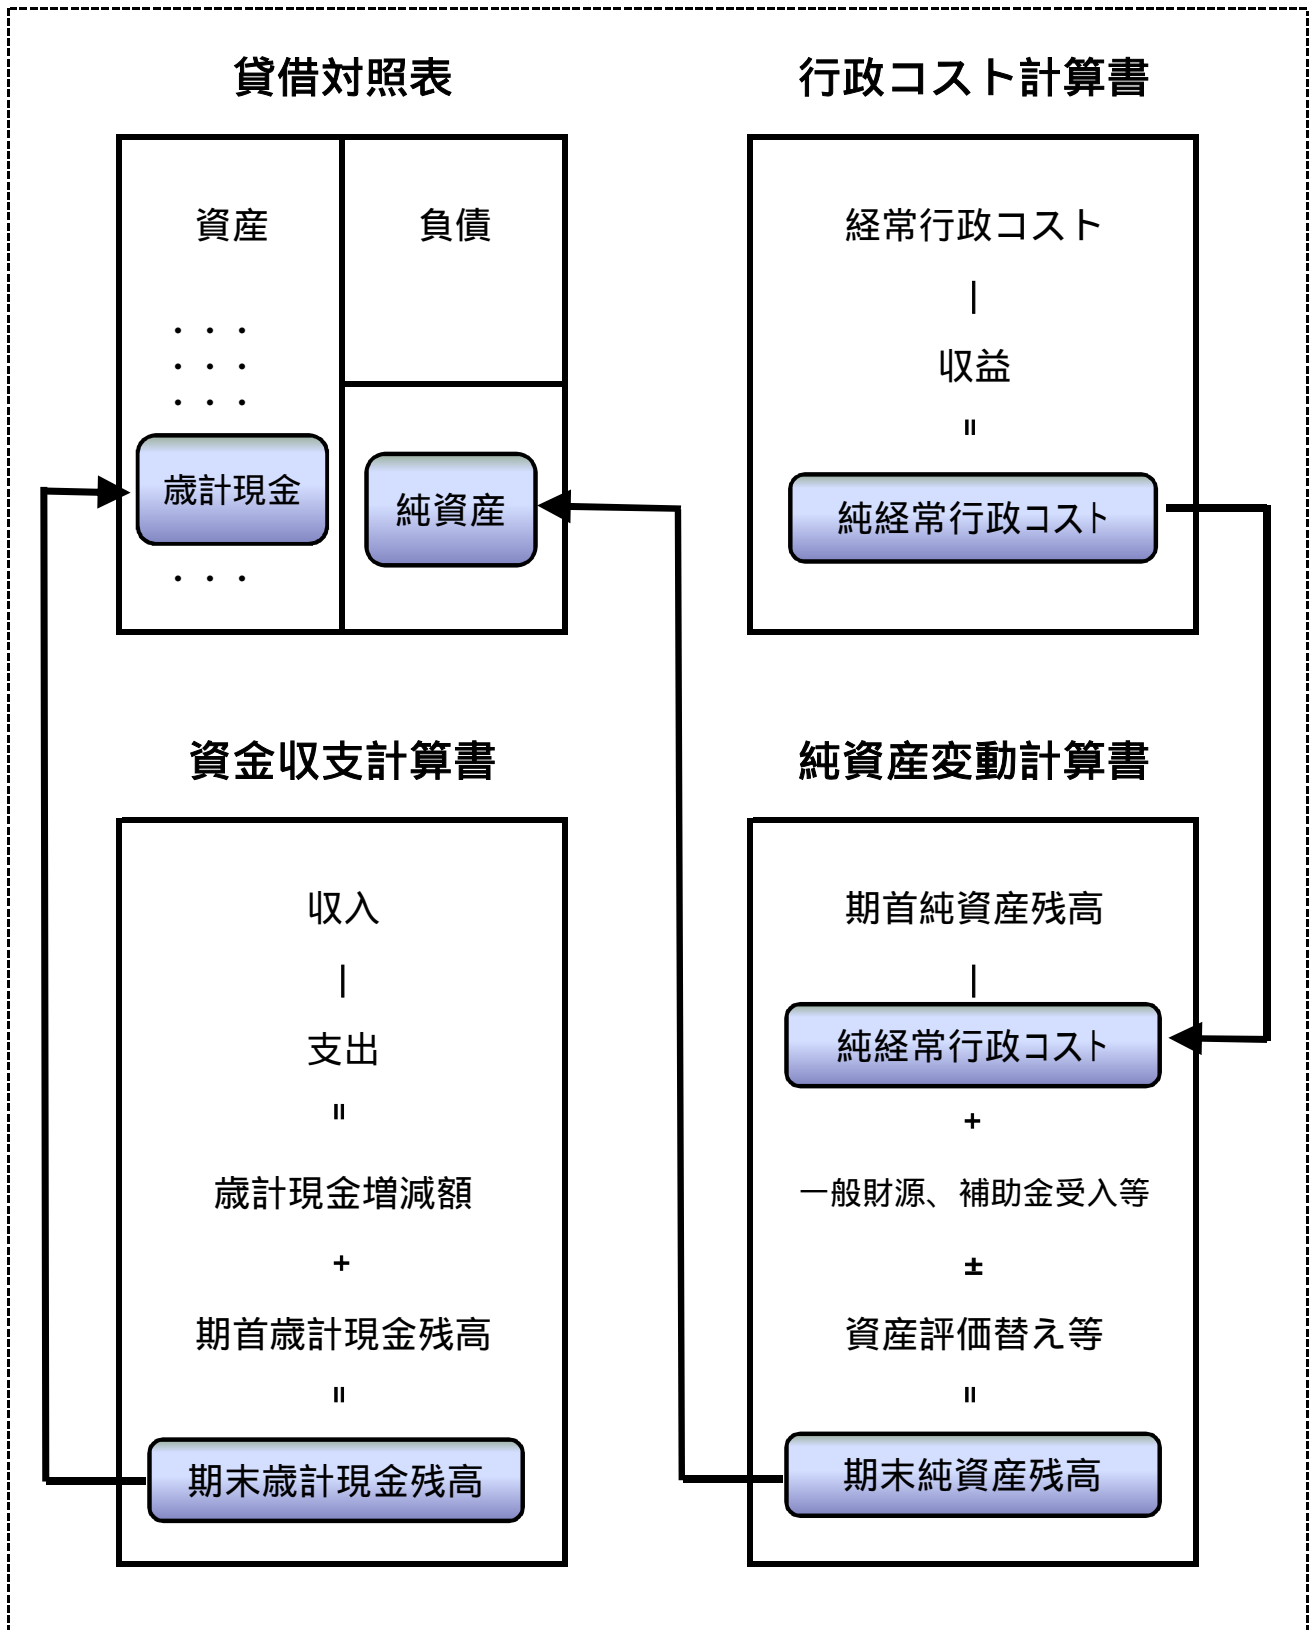 貸借対照表
資産
・・・
・・・
・・・
歳計現金
・・・
負債
純資産
行政コスト計算書
経常行政コスト
｜
収益
＝
純経常行政コスト
資金収支計算書
収入
｜
支出
＝
歳計現金増減額
+
期首歳計現金残高
＝
期末歳計現金残高
純資産変動計算書
期首純資産残高
｜
純経常行政コスト
+
一般財源、補助金受入等
±
資産評価替え等
＝
期末純資産残高